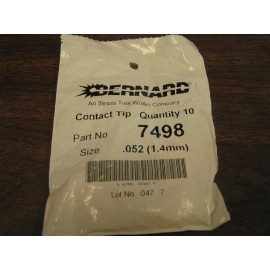 BERNARD
An Illinois Tool Works Company
Contact Tip Quantity 10
Part No 7498
Size .052 (1.4mm)
Lot No. 047 7